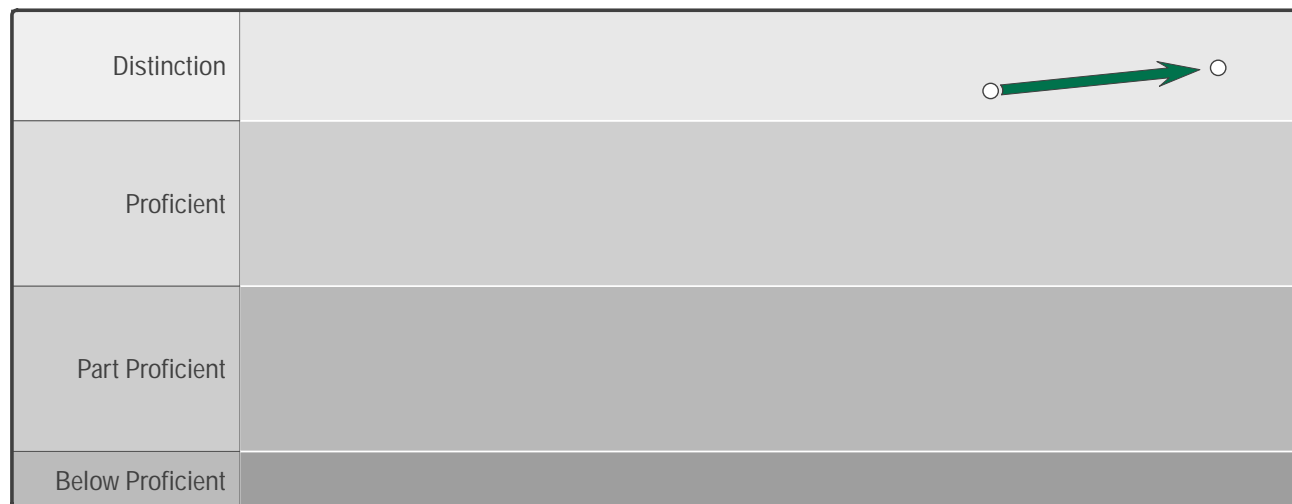 Distinction
Proficient
Part Proficient
Below Proficient